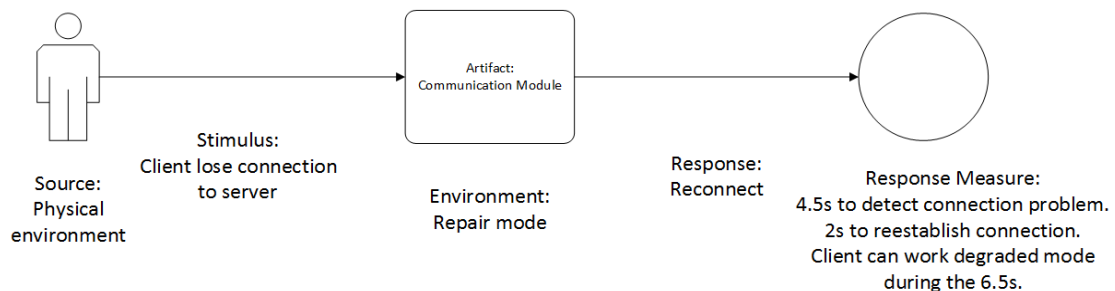 Source:
Physical
environment
Stimulus:
Client lose connection
to server
Artifact:
Communication Module
Environment:
Repair mode
Response:
Reconnect
Response Measure:
4.5s to detect connection problem.
2s to reestablish connection.
Client can work degraded mode
during the 6.5s.